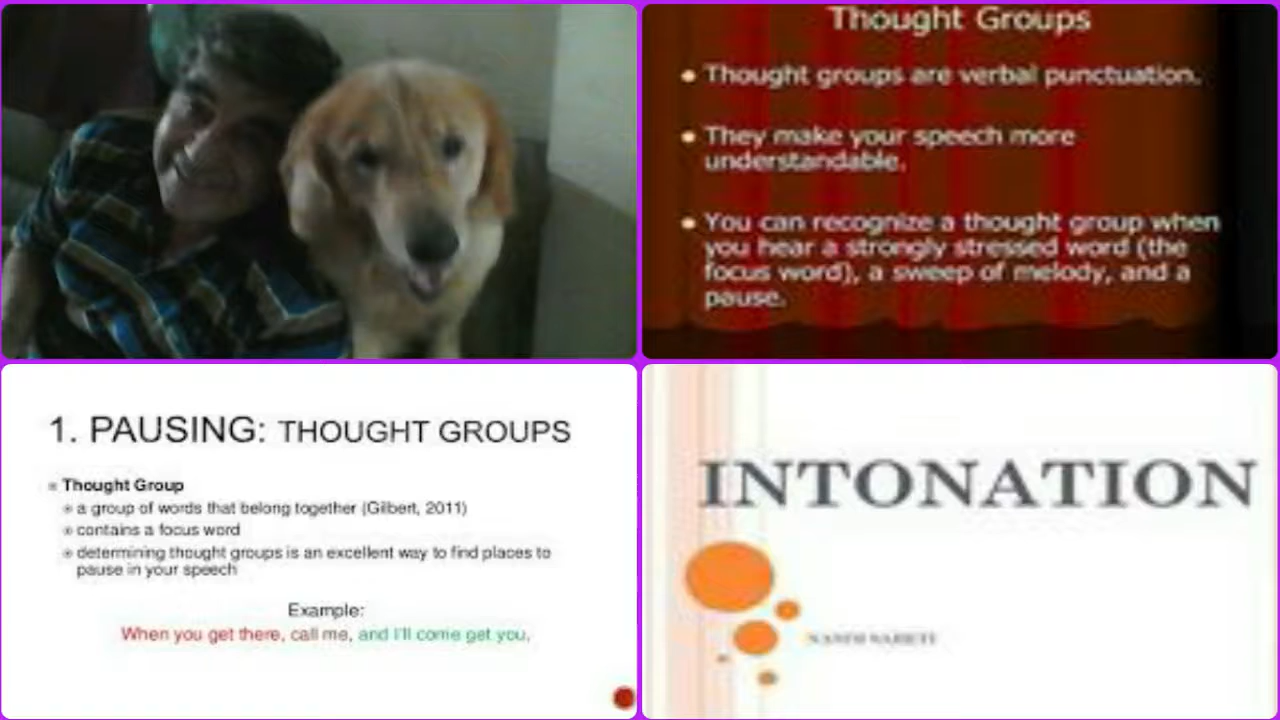 Thought Groups
Thought groups are verbal punctuation.
They make your speech more
understandable.
You can recognize a thought group when
you hear a strongly stressed word (the
focus word), a sweep of melody, and a
pause.
1. PAUSING: THOUGHT GROUPS
Thought Group
a group of words that belong together (Gilbert, 2011)
contains a focus word
determining thought groups is an excellent way to find places to
pause in your speech
Example:
When you get there, call me, and I'll come get you.
INTONATION